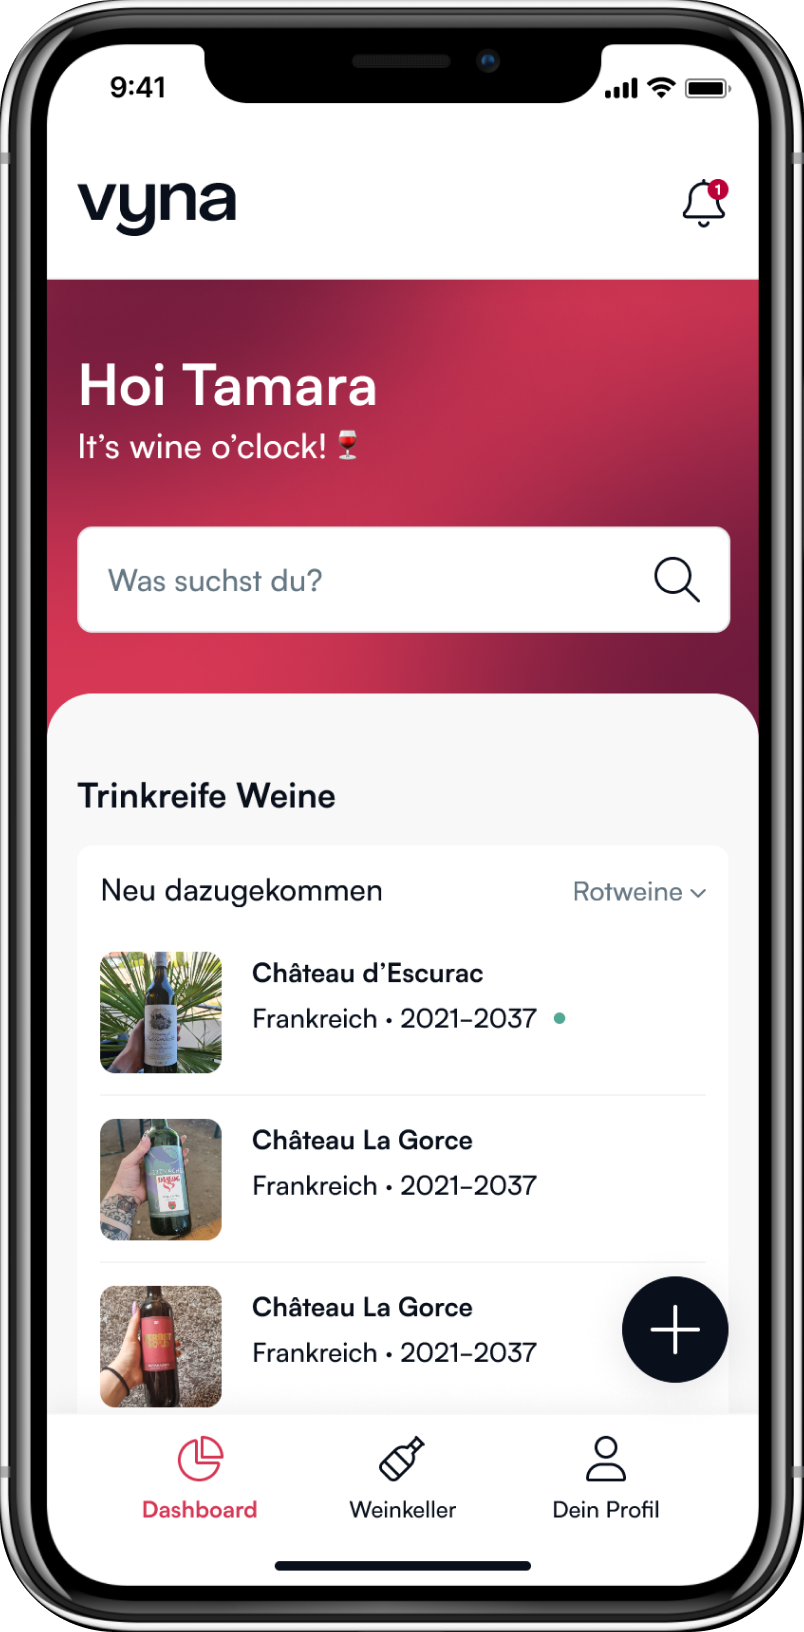 9:41
vyna
1
Hoi Tamara
It’s wine o’clock! 🍷
Was suchst du?
Trinkreife Weine
Neu dazugekommen
Rotweine
Château d’Escurac
Frankreich · 2021–2037
Château La Gorce
Frankreich · 2021–2037
Château La Gorce
Frankreich · 2021–2037
Dashboard
Weinkeller
Dein Profil